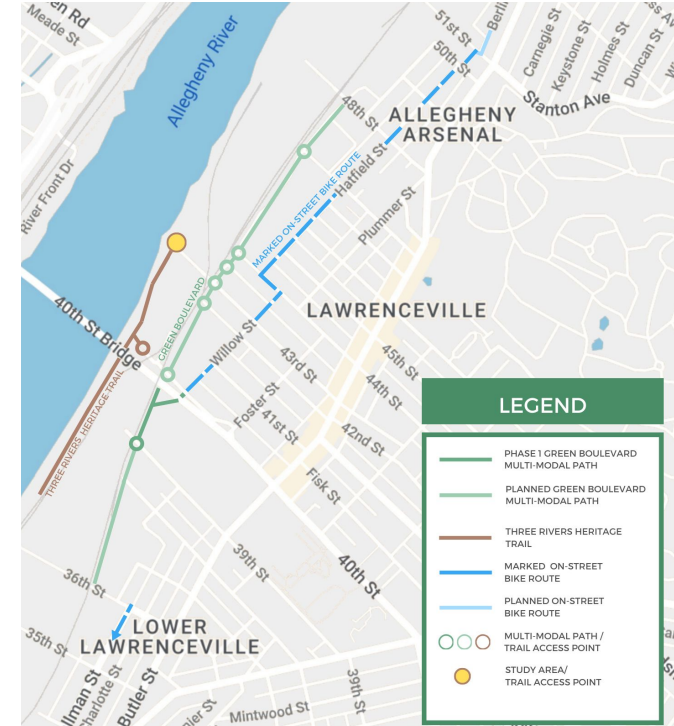 en Rd
Meade St
Allegheny River
River Front Dr
51st St
50th St
Berli
Carnegie St
Keystone St
Holmes St
Duncan St
Stanton Ave
48th St
ALLEGHENY
ARSENAL
Hatfield St
MARKED ON-STREET BIKE ROUTE
Plummer St
GREEN BOULEVARD
LAWRENCEVILLE
40th St Bridge
Willow St
THREE RIVERS HERITAGE TRAIL
43rd St
45th St
44th St
Foster St
41st St
42nd St
Fisk St
39th St
40th St
36th St
35th St
LOWER
LAWRENCEVILLE
llman St
Charlotte St
Butler St
pier St
Mintwood St
39th St
LEGEND
PHASE 1 GREEN BOULEVARD
MULTI-MODAL PATH
PLANNED GREEN BOULEVARD
MULTI-MODAL PATH
THREE RIVERS HERITAGE
TRAIL
MARKED ON-STREET
BIKE ROUTE
PLANNED ON-STREET
BIKE ROUTE
MULTI-MODAL PATH /
TRAIL ACCESS POINT
STUDY AREA/
TRAIL ACCESS POINT